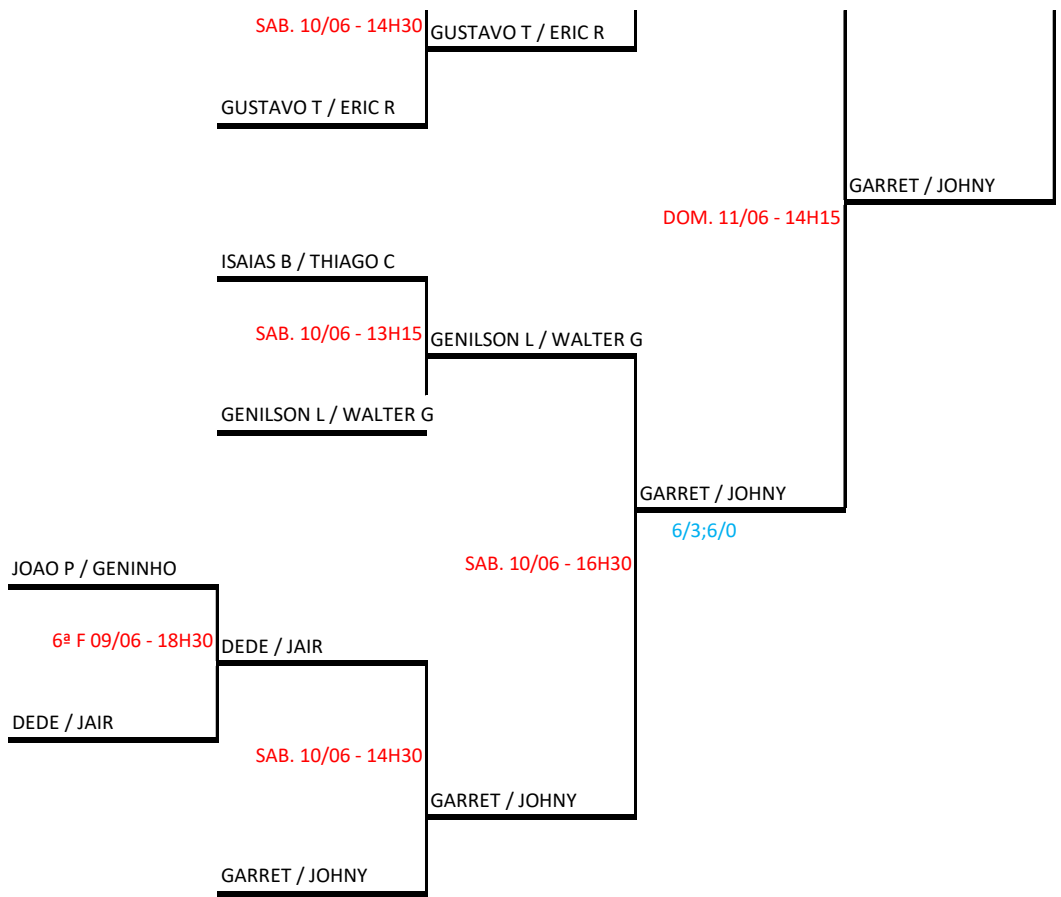 SAB. 10/06 - 14H30
GUSTAVO T / ERIC R
GUSTAVO T / ERIC R
GARRET / JOHNY
DOM. 11/06 - 14H15
ISAIAS B / THIAGO C
SAB. 10/06 - 13H15
GENILSON L / WALTER G
GENILSON L / WALTER G
GARRET / JOHNY
6/3;6/0
SAB. 10/06 - 16H30
JOAO P / GENINHO
6ª F 09/06 - 18H30
DEDE / JAIR
DEDE / JAIR
SAB. 10/06 - 14H30
GARRET / JOHNY
GARRET / JOHNY